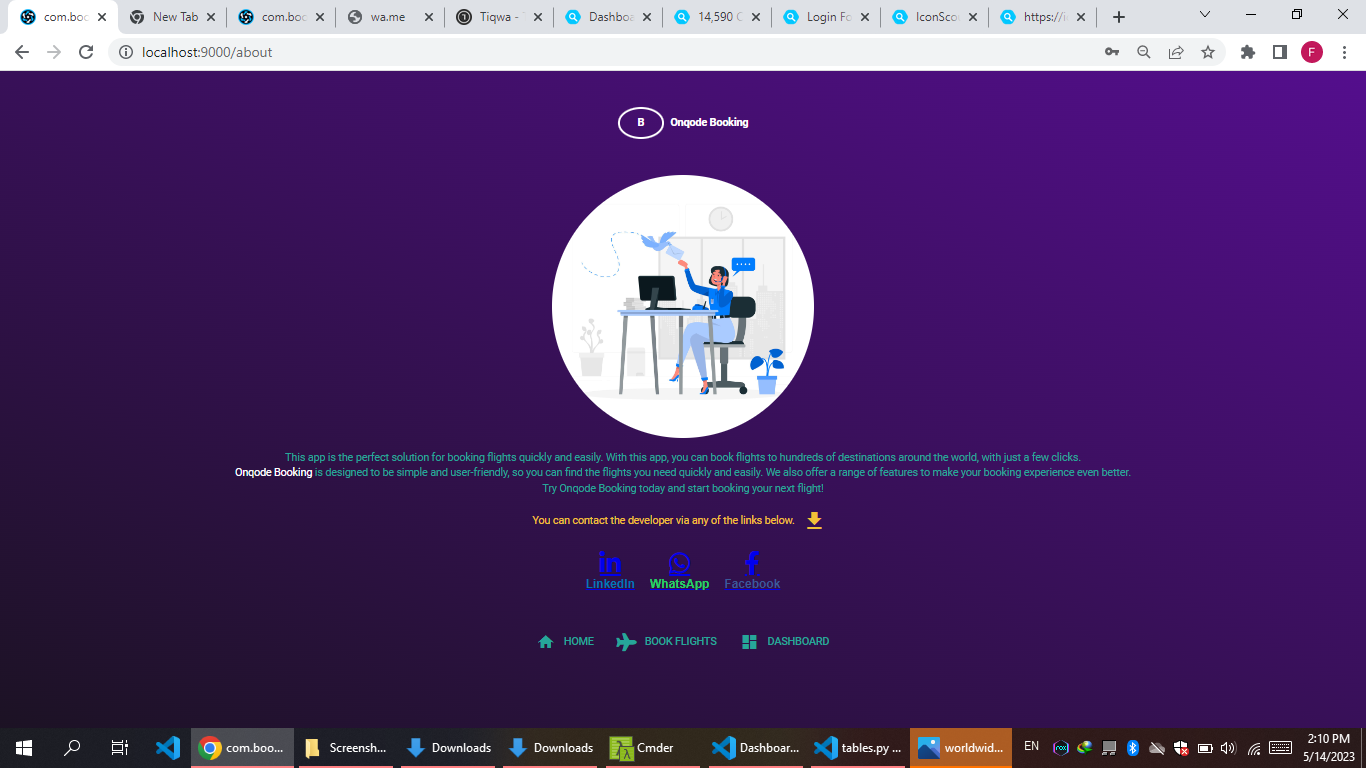 com.boc
New Tab
com.boc
wa.me
Tiqwa -
Dashboa
14,590
Login Fo
IconSco
https://i
localhost:9000/about
F
B Onqode Booking
This app is the perfect solution for booking flights quickly and easily. With this app, you can book flights to hundreds of destinations around the world, with just a few clicks.
Onqode Booking is designed to be simple and user-friendly, so you can find the flights you need quickly and easily. We also offer a range of features to make your booking experience even better.
Try Onqode Booking today and start booking your next flight!
You can contact the developer via any of the links below.
LinkedIn WhatsApp Facebook
HOME BOOK FLIGHTS DASHBOARD
com.boo...
Screensh...
Downloads
Downloads
Cmder
Dashboar...
tables.py ...
worldwid...
EN
2:10 PM
5/14/2023